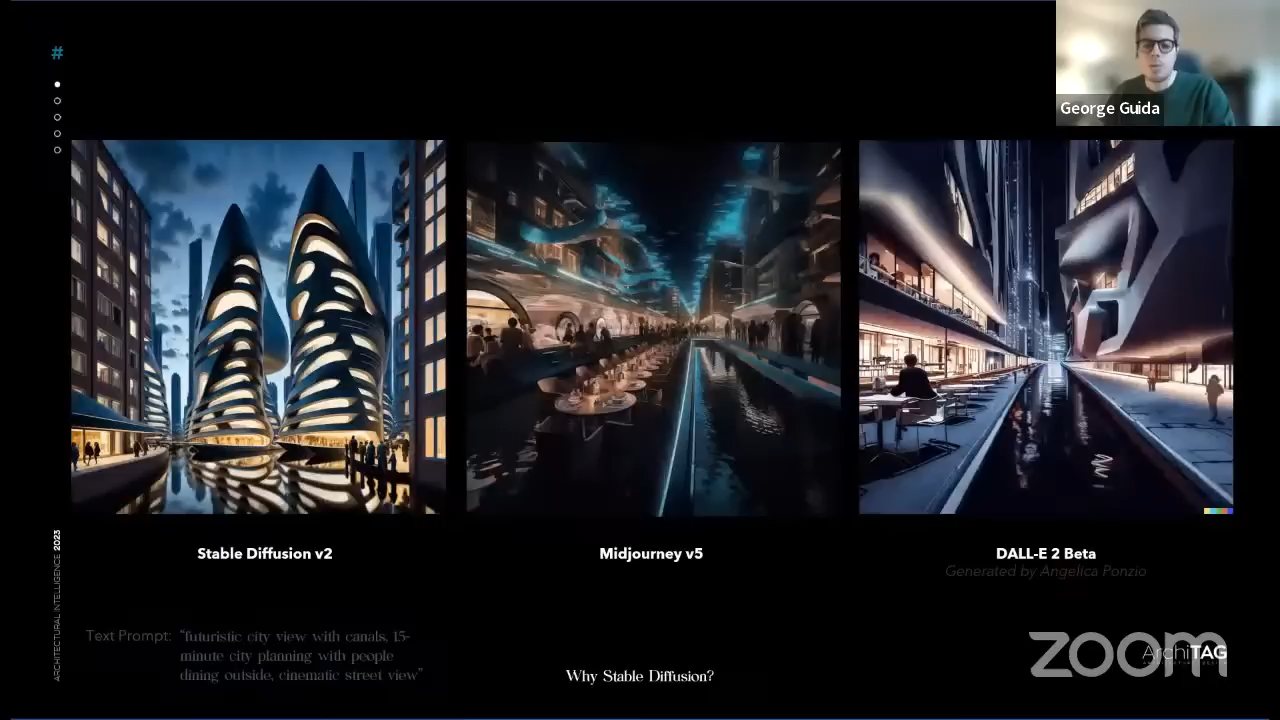 #
George Guida
Stable Diffusion v2
Midjourney v5
DALL-E 2 Beta
Generated by Angelica Ponzio
ARCHITECTURAL INTELLIGENCE 2023
Text Prompt: "futuristic city view with canals, 15-
minute city planning with people
dining outside, cinematic street view"
Why Stable Diffusion?
zoom
ArchiTAG